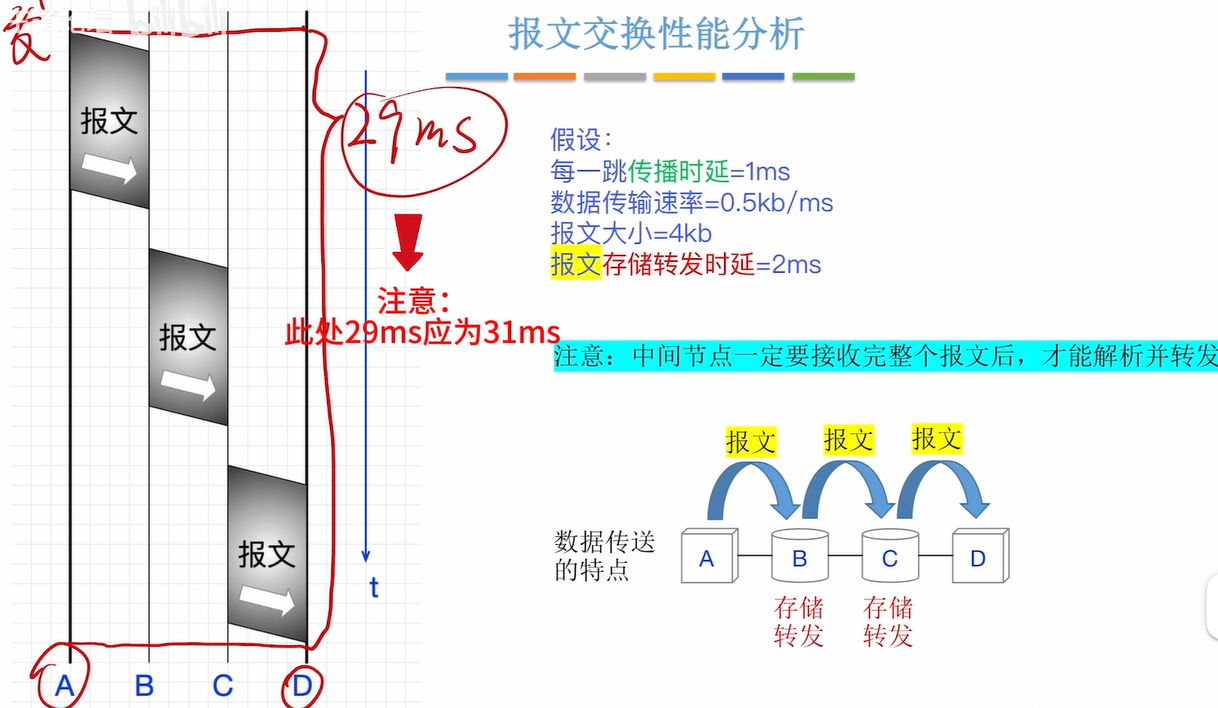 发
报文交换性能分析
报文
29ms
假设：
每一跳传播时延=1ms
数据传输速率=0.5kb/ms
报文大小=4kb
报文存储转发时延=2ms
注意：
此处29ms应为31ms
报文
注意：中间节点一定要接收完整个报文后，才能解析并转发
报文 报文 报文
报文
数据传送
的特点
A B C D
t
存储 存储
转发 转发
A B C D